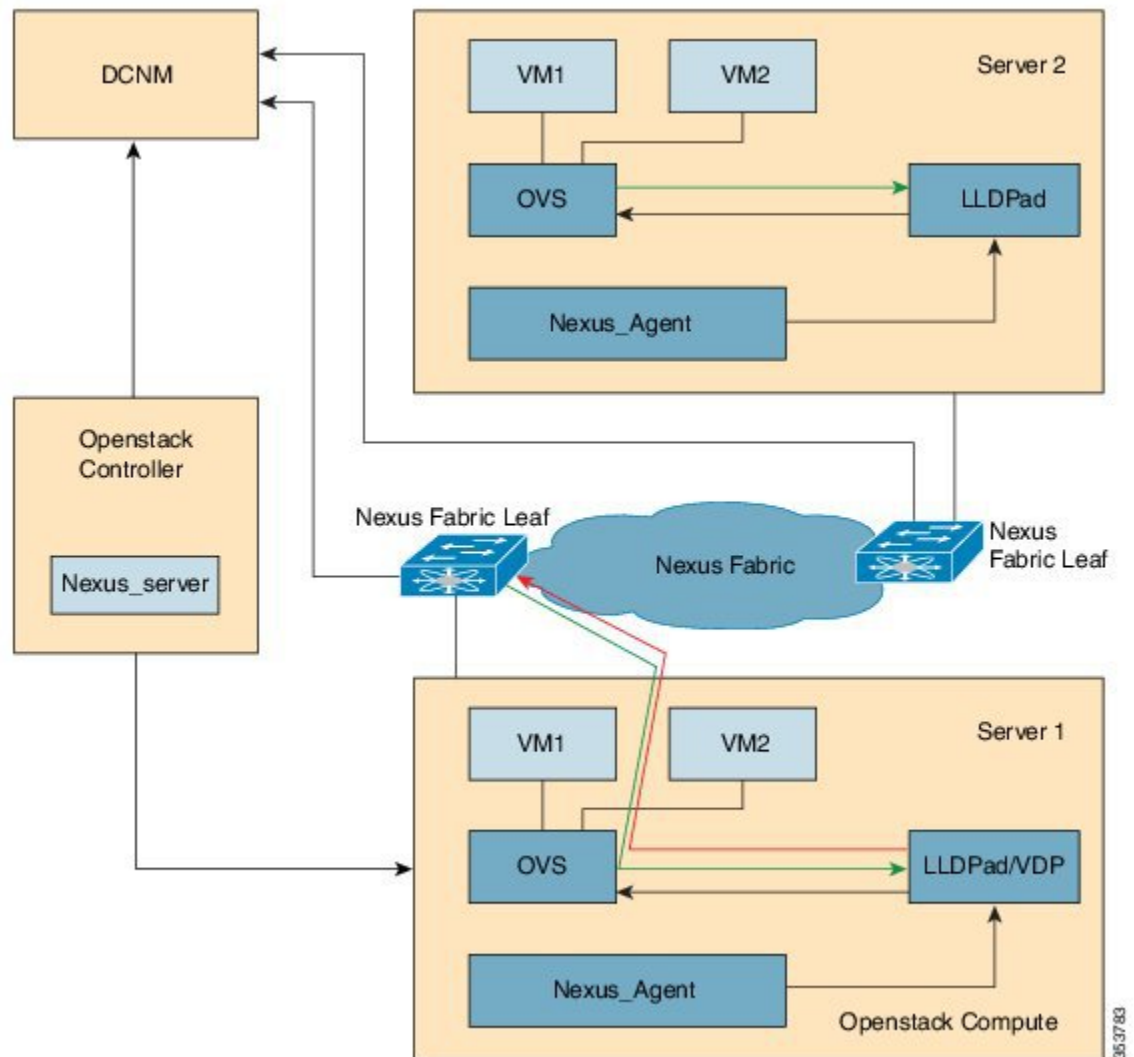 DCNM
VM1
VM2
Server 2
OVS
LLDPad
Nexus_Agent
Openstack
Controller
Nexus_server
Nexus Fabric Leaf
Nexus Fabric
Nexus
Fabric Leaf
VM1
VM2
Server 1
OVS
LLDPad/VDP
Nexus_Agent
Openstack Compute
353783